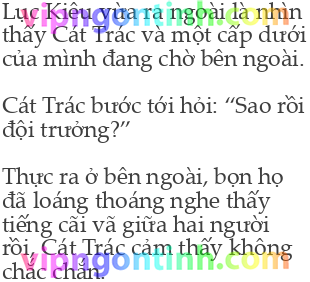 Lục Kiêu vừa ra ngoài là nhìn
thấy Cát Trác và một cấp dưới
của mình đang chờ bên ngoài.
Cát Trác bước tới hỏi: “Sao rồi
đội trưởng?”
Thực ra ở bên ngoài, bọn họ
đã loáng thoáng nghe thấy
tiếng cãi vã giữa hai người
rồi, Cát Trác cảm thấy không
chắc chắn.
vipngontinh.com
vipngontinh.com